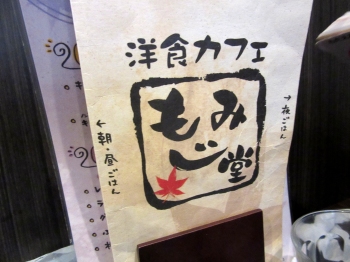 洋食カフェ
もみじ堂
←朝・昼ごはん
→夜ごはん